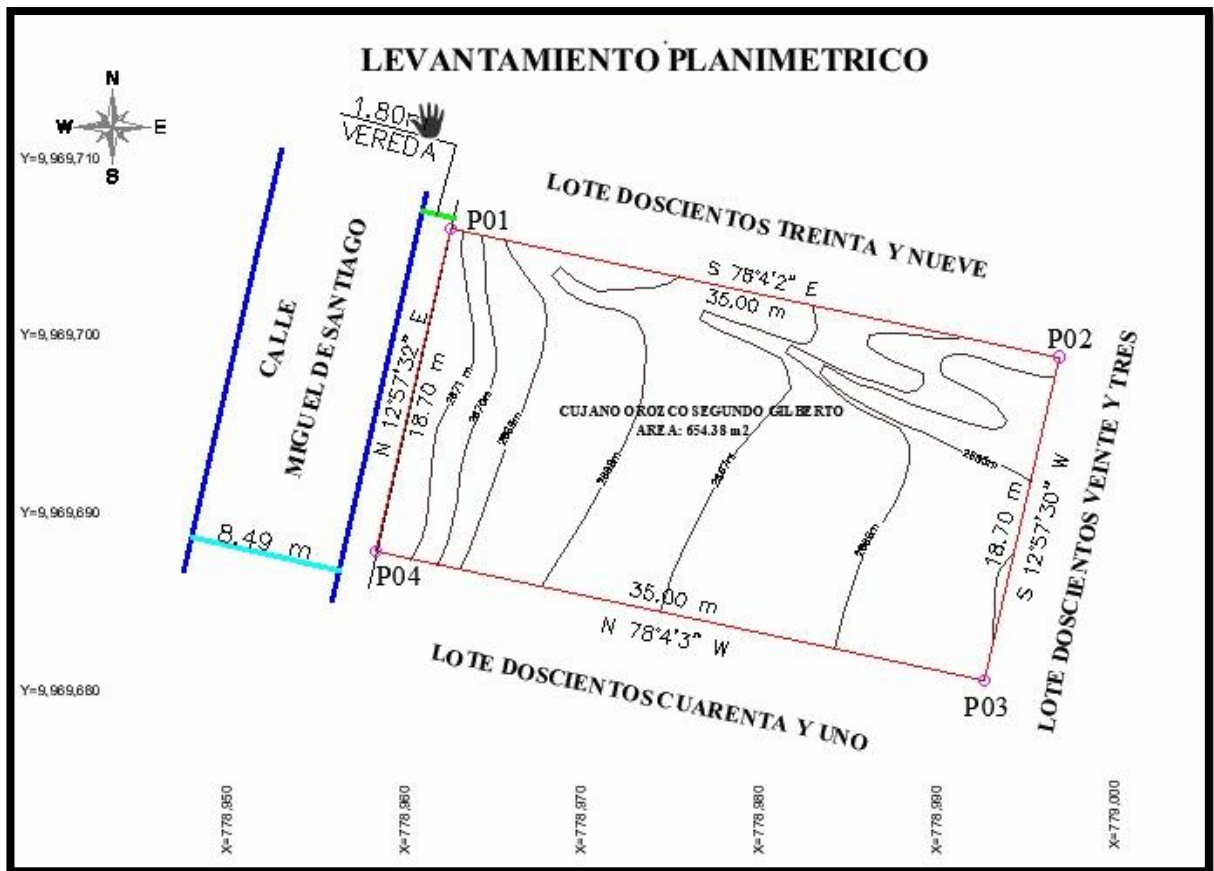 LEVANTAMIENTO PLANIMETRICO
N
W E
S
1.80m
VEREDA
Y=9,969,710
Y=9,969,700
Y=9,969,690
Y=9,969,680
LOTE DOSCIENTOS TREINTA Y NUEVE
P01
S 78°4'2" E
35.00 m
P02
CALLE
MIGUEL DE SANTIAGO
N 12°57'32" E
18.70 m
2671 m
2670m
CUJANO OROZCO SEGUNDO GILBERTO
AREA: 654.38 m2
18.70 m
S 12°57'30" W
LOTE DOSCIENTOS VEINTE Y TRES
8.49 m
P04
35.00 m
N 78°4'3" W
P03
LOTE DOSCIENTOS CUARENTA Y UNO
X=778,950
X=778,960
X=778,970
X=778,980
X=778,990
X=779,000